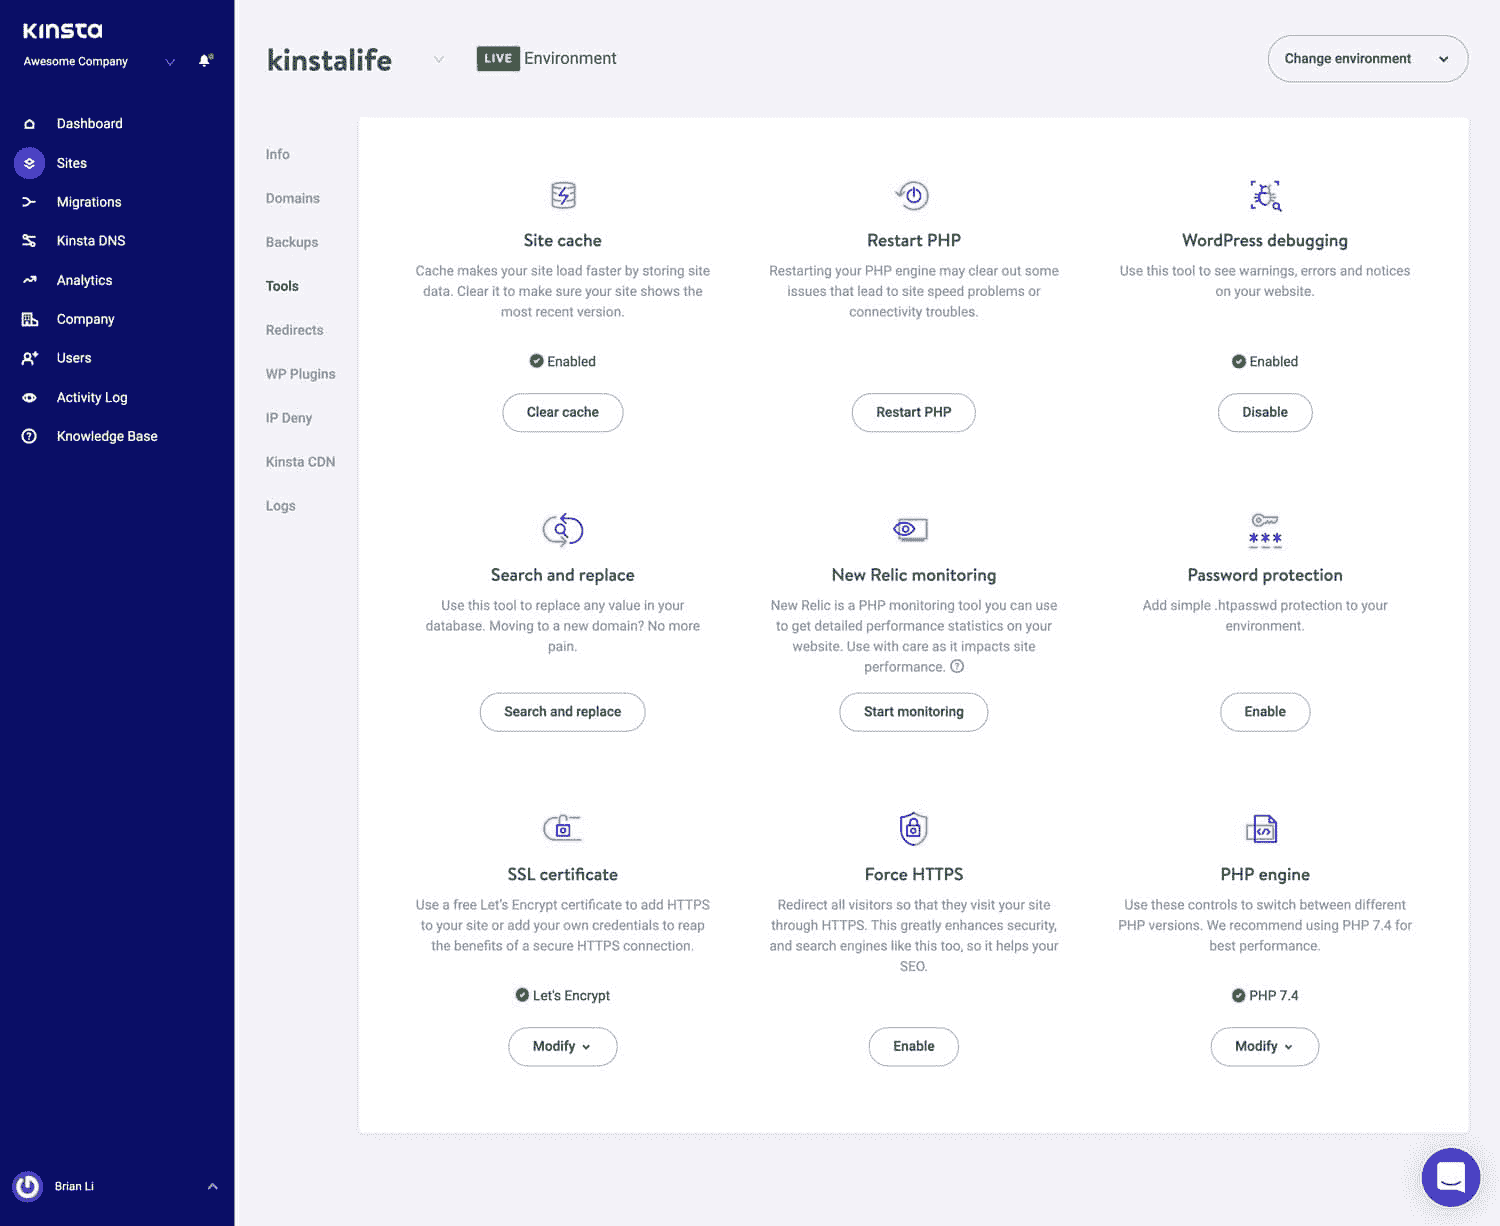 Kinsta
Awesome Company
Dashboard
Sites
Migrations
Kinsta DNS
Analytics
Company
Users
Activity Log
Knowledge Base
Brian Li
kinstalife
LIVE Environment
Change environment
Info
Domains
Backups
Tools
Redirects
WP Plugins
IP Deny
Kinsta CDN
Logs
Site cache
Cache makes your site load faster by storing site
data. Clear it to make sure your site shows the
most recent version.
Enabled
Clear cache
Restart PHP
Restarting your PHP engine may clear out some
issues that lead to site speed problems or
connectivity troubles.
Restart PHP
WordPress debugging
Use this tool to see warnings, errors and notices
on your website.
Enabled
Disable
Search and replace
Use this tool to replace any value in your
database. Moving to a new domain? No more
pain.
Search and replace
New Relic monitoring
New Relic is a PHP monitoring tool you can use
to get detailed performance statistics on your
website. Use with care as it impacts site
performance. ?
Start monitoring
Password protection
Add simple .htpasswd protection to your
environment.
Enable
SSL certificate
Use a free Let's Encrypt certificate to add HTTPS
to your site or add your own credentials to reap
the benefits of a secure HTTPS connection.
Let's Encrypt
Modify
Force HTTPS
Redirect all visitors so that they visit your site
through HTTPS. This greatly enhances security,
and search engines like this too, so it helps your
SEO.
Enable
PHP engine
Use these controls to switch between different
PHP versions. We recommend using PHP 7.4 for
best performance.
PHP 7.4
Modify